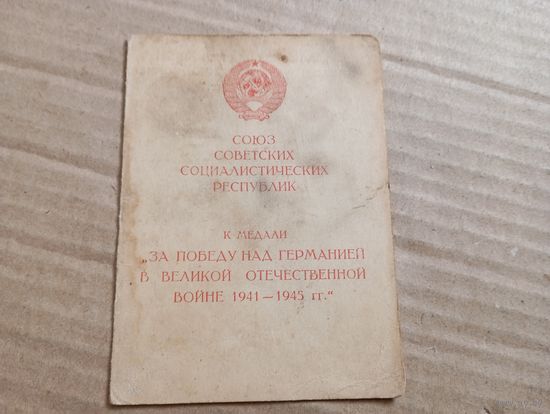 СОЮЗ
СОВЕТСКИХ
СОЦИАЛИСТИЧЕСКИХ
РЕСПУБЛИК
К МЕДАЛИ
„ЗА ПОБЕДУ НАД ГЕРМАНИЕЙ
В ВЕЛИКОЙ ОТЕЧЕСТВЕННОЙ
ВОЙНЕ 1941—1945 гг.“